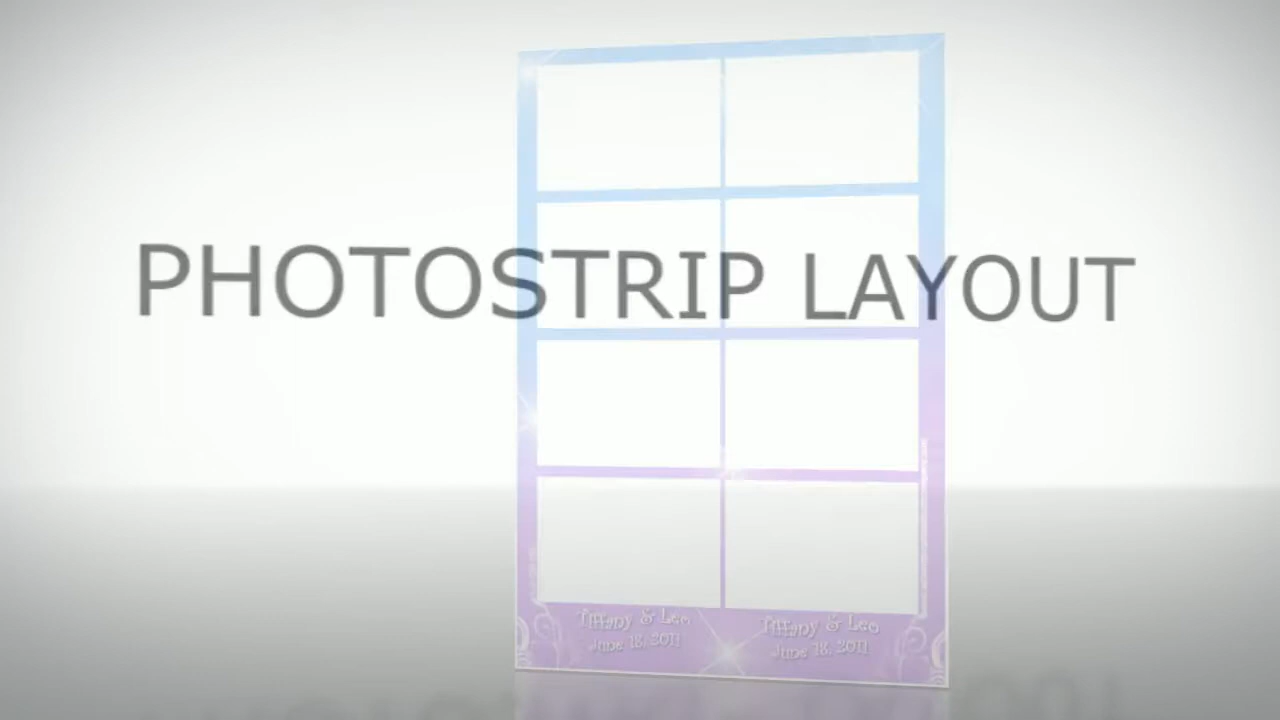 PHOTOSTRIP LAYOUT
Tiffany & Leo
June 18, 2011
Tiffany & Leo
June 18, 2011